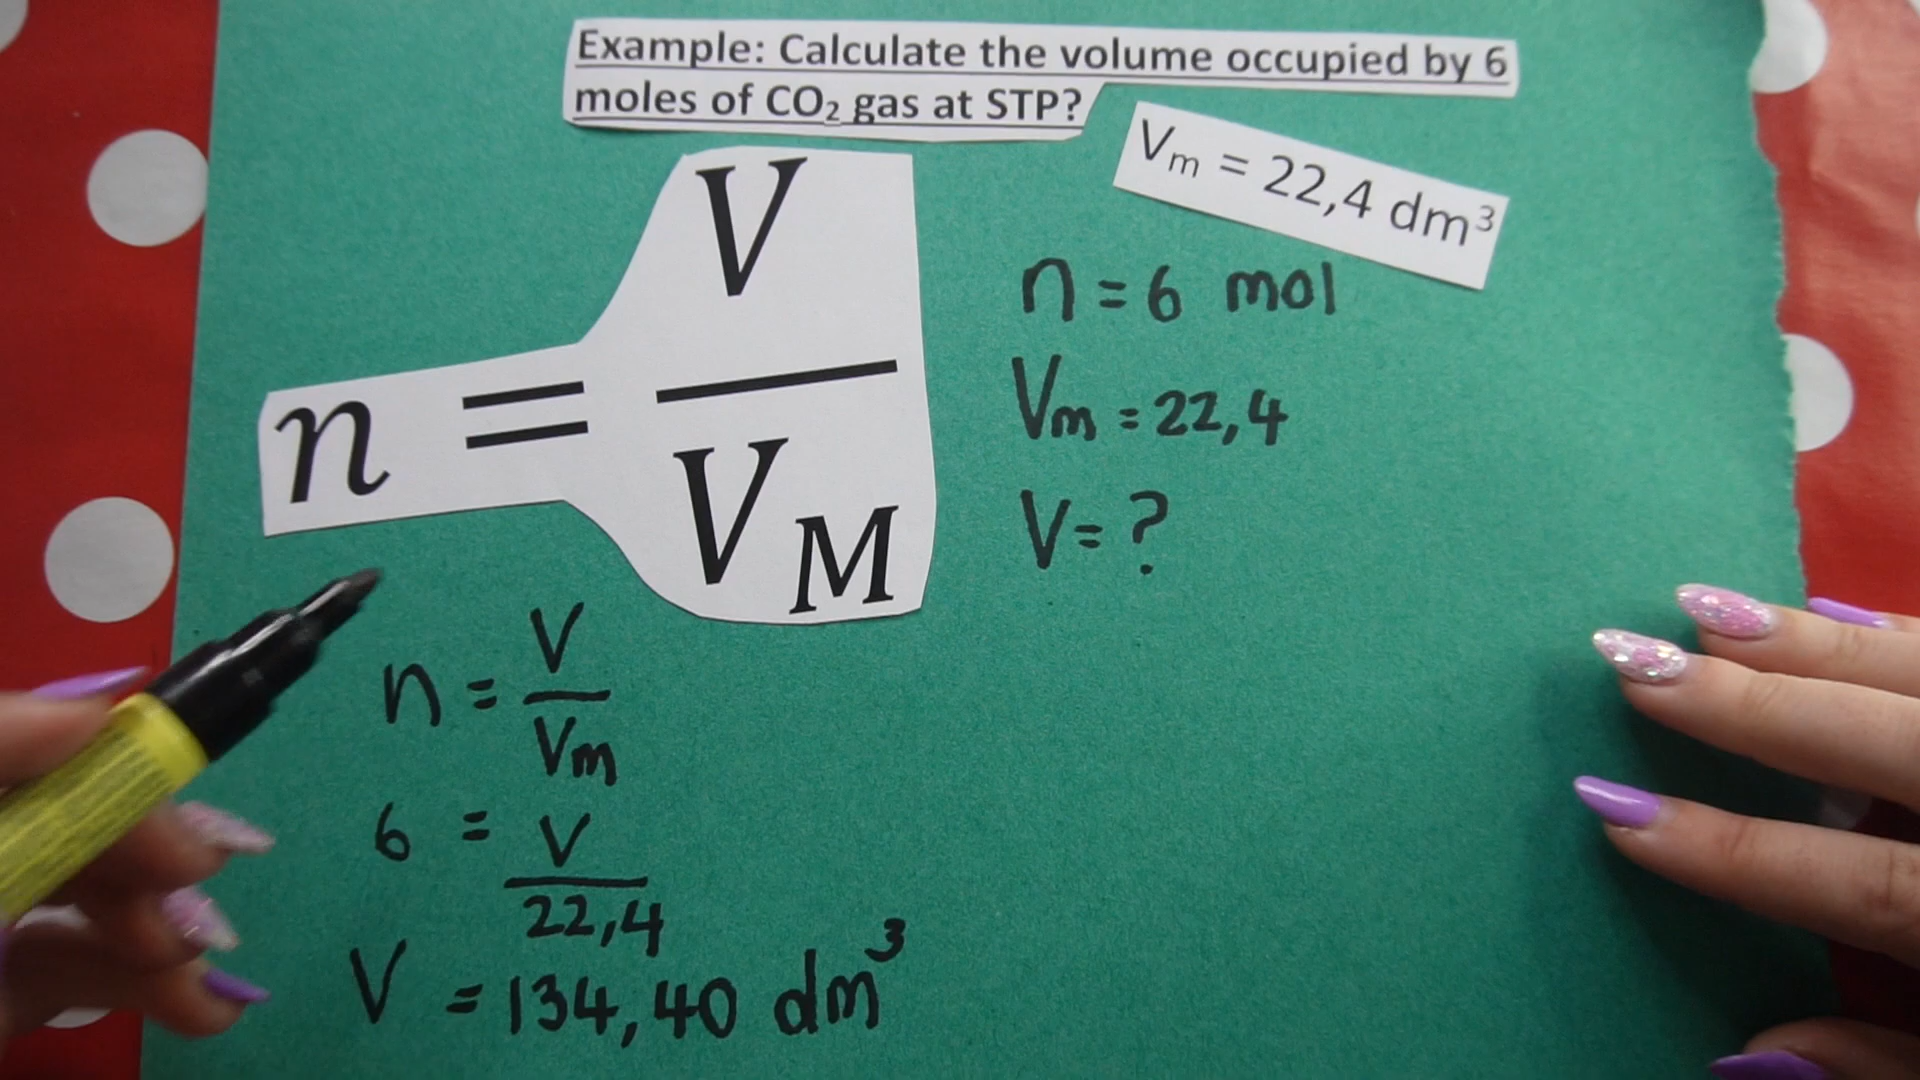 Example: Calculate the volume occupied by 6
moles of CO₂ gas at STP?
Vₘ = 22,4 dm³
n = V / V_M
n = 6 mol
Vm = 22,4
V = ?
n = V / Vm
6 = V / 22,4
V = 134,40 dm³